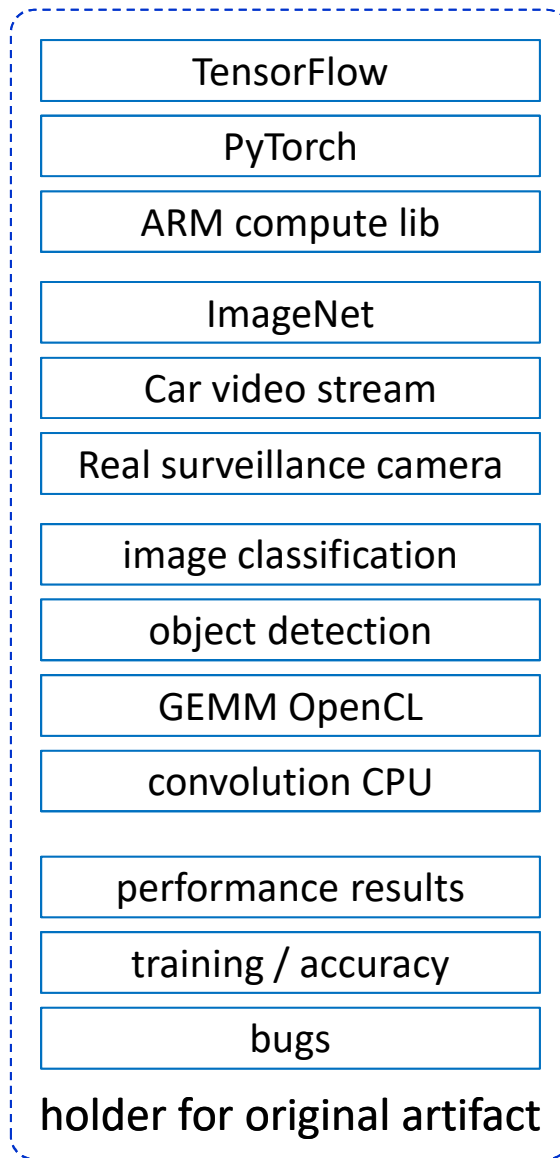 TensorFlow
PyTorch
ARM compute lib
ImageNet
Car video stream
Real surveillance camera
image classification
object detection
GEMM OpenCL
convolution CPU
performance results
training / accuracy
bugs
holder for original artifact